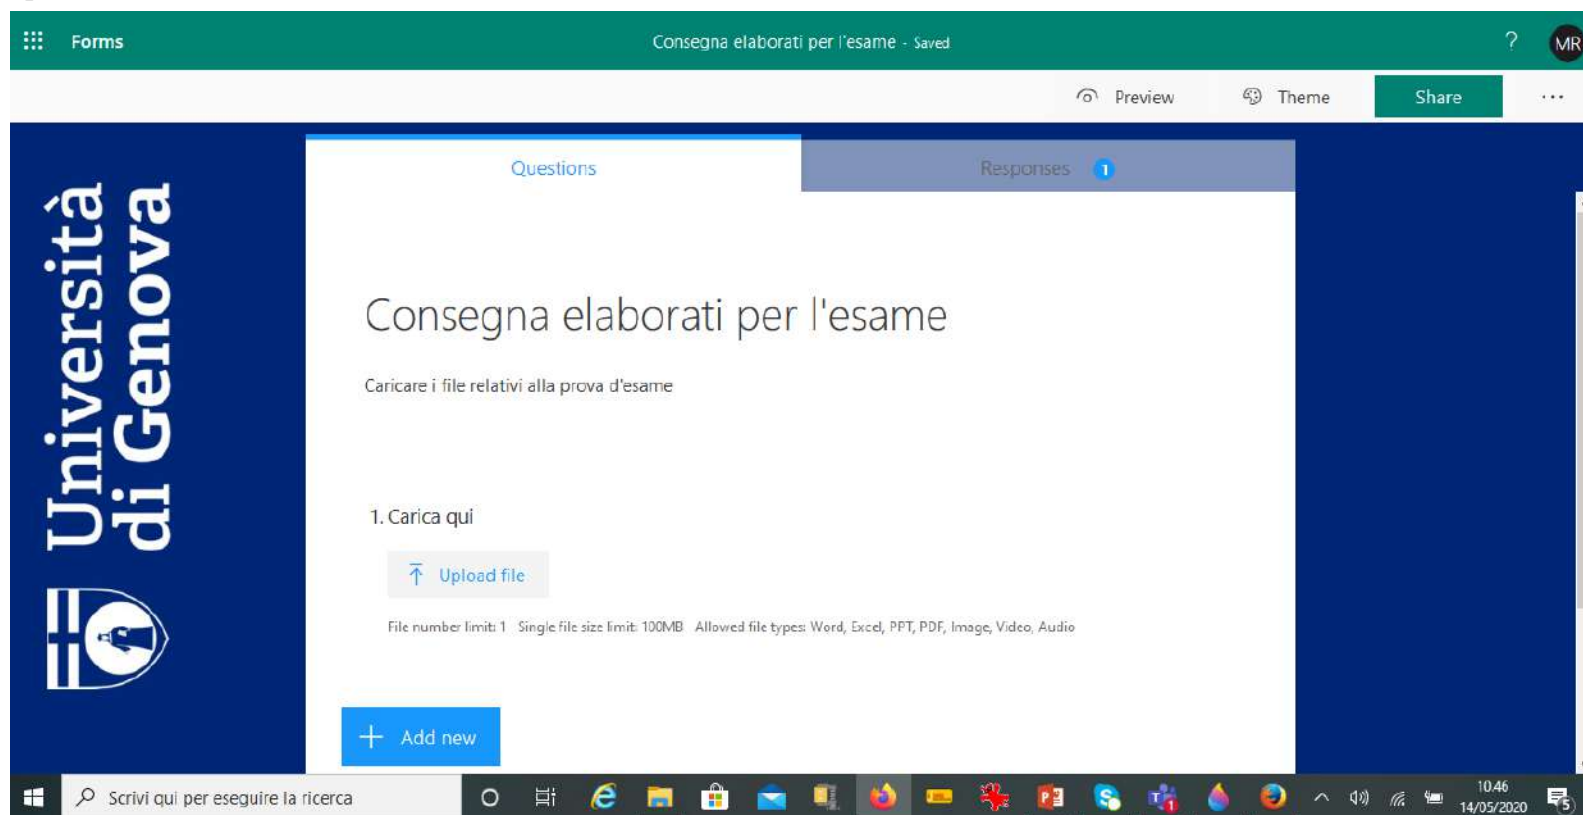 Forms
Consegna elaborati per l'esame - Saved
?
MR
Preview
Theme
Share
...
Questions
Responses 1
Università
di Genova
Consegna elaborati per l'esame
Caricare i file relativi alla prova d'esame
1. Carica qui
Upload file
File number limit: 1 Single file size limit: 100MB Allowed file types: Word, Excel, PPT, PDF, Image, Video, Audio
+ Add new
Scrivi qui per eseguire la ricerca
10.46
14/05/2020
5